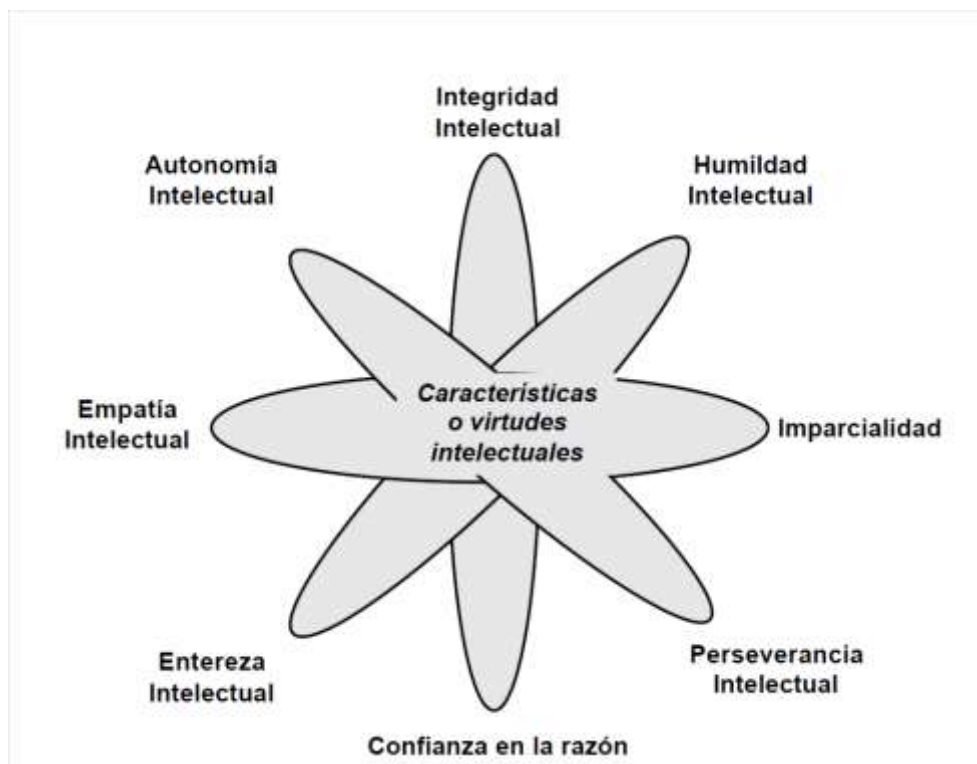 Integridad
Intelectual
Autonomía
Intelectual
Humildad
Intelectual
Características
o virtudes
intelectuales
Empatía
Intelectual
Imparcialidad
Entereza
Intelectual
Perseverancia
Intelectual
Confianza en la razón